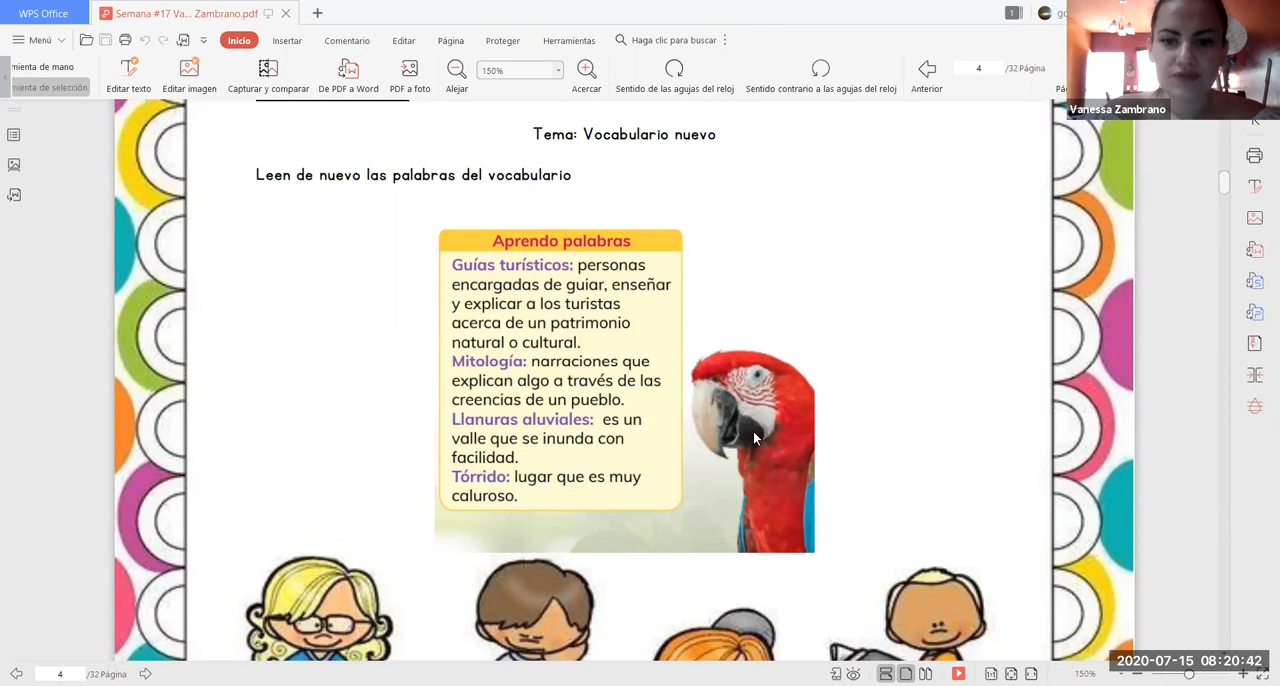 WPS Office
Semana #17 Va... Zambrano.pdf
1
Menú
Inicio
Insertar
Comentario
Editar
Página
Proteger
Herramientas
Haga clic para buscar
mienta de mano
mienta de selección
Editar texto
Editar imagen
Capturar y comparar
De PDF a Word
PDF a foto
Alejar
150%
Acercar
Sentido de las agujas del reloj
Sentido contrario a las agujas del reloj
Anterior
4 /32 Página
Vanessa Zambrano
Tema: Vocabulario nuevo
Leen de nuevo las palabras del vocabulario
Aprendo palabras
Guías turísticos: personas
encargadas de guiar, enseñar
y explicar a los turistas
acerca de un patrimonio
natural o cultural.
Mitología: narraciones que
explican algo a través de las
creencias de un pueblo.
Llanuras aluviales: es un
valle que se inunda con
facilidad.
Tórrido: lugar que es muy
caluroso.
4 /32 Página
150%
2020-07-15 08:20:42